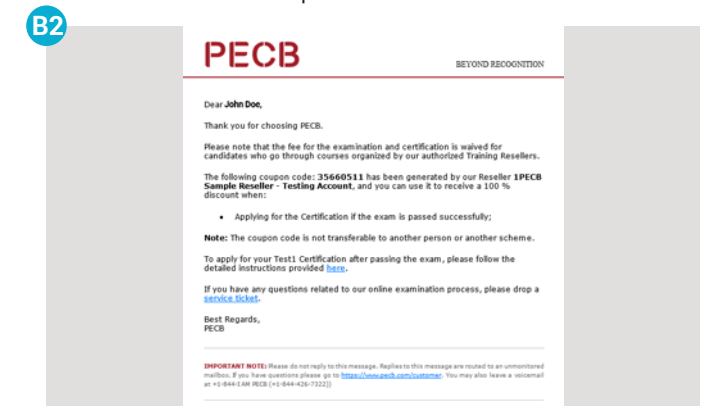 B2
PECB
BEYOND RECOGNITION
Dear John Doe,
Thank you for choosing PECB.
Please note that the fee for the examination and certification is waived for
candidates who go through courses organized by our authorized Training Resellers.
The following coupon code: 35660511 has been generated by our Reseller 1PECB
Sample Reseller - Testing Account, and you can use it to receive a 100 %
discount when:
• Applying for the Certification if the exam is passed successfully;
Note: The coupon code is not transferable to another person or another scheme.
To apply for your Test1 Certification after passing the exam, please follow the
detailed instructions provided here.
If you have any questions related to our online examination process, please drop a
service ticket.
Best Regards,
PECB
IMPORTANT NOTE: Please do not reply to this message. Replies to this message are routed to an unmonitored
mailbox. If you have questions please go to https://www.pecb.com/customer. You may also leave a voicemail
at +1-844-1AM PECB (+1-844-426-7322))